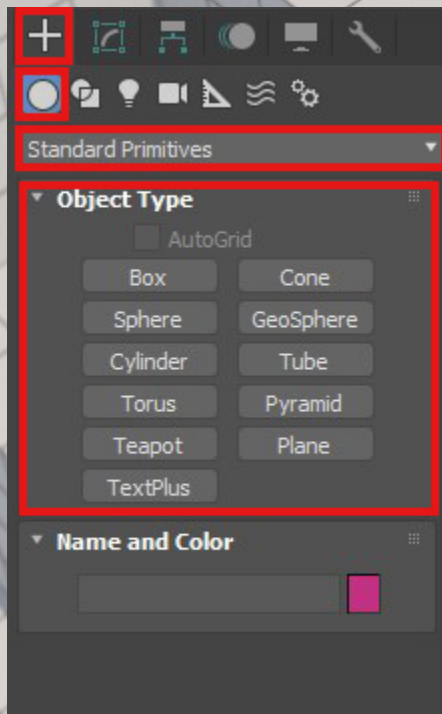 Standard Primitives
Object Type
AutoGrid
Box Cone
Sphere GeoSphere
Cylinder Tube
Torus Pyramid
Teapot Plane
TextPlus
Name and Color